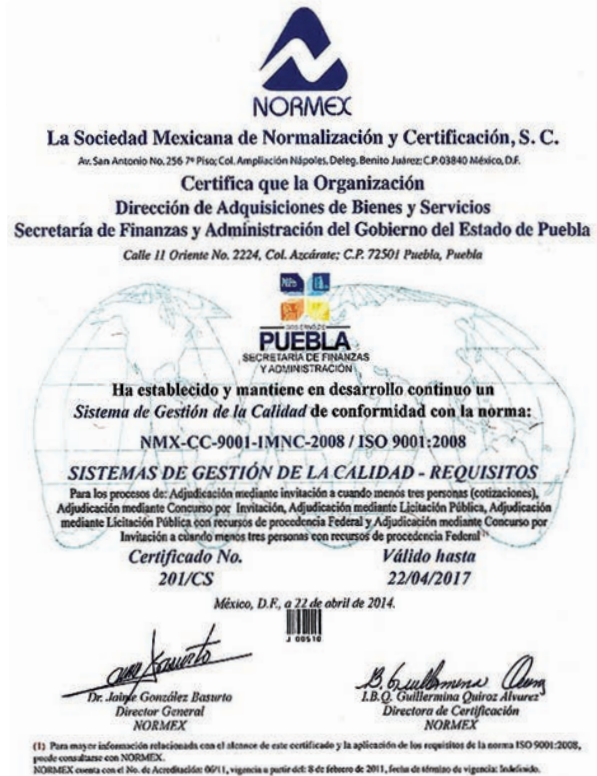 NORMEX
La Sociedad Mexicana de Normalización y Certificación, S. C.
Av. San Antonio No. 256 7º Piso; Col. Ampliación Nápoles, Deleg. Benito Juárez; C.P. 03840 México, D.F.
Certifica que la Organización
Dirección de Adquisiciones de Bienes y Servicios
Secretaría de Finanzas y Administración del Gobierno del Estado de Puebla
Calle 11 Oriente No. 2224, Col. Azcárate; C.P. 72501 Puebla, Puebla
GOBIERNO DE
PUEBLA
SECRETARÍA DE FINANZAS
Y ADMINISTRACIÓN
Ha establecido y mantiene en desarrollo continuo un
Sistema de Gestión de la Calidad de conformidad con la norma:
NMX-CC-9001-IMNC-2008 / ISO 9001:2008
SISTEMAS DE GESTIÓN DE LA CALIDAD - REQUISITOS
Para los procesos de: Adjudicación mediante invitación a cuando menos tres personas (cotizaciones),
Adjudicación mediante Concurso por Invitación, Adjudicación mediante Licitación Pública, Adjudicación
mediante Licitación Pública con recursos de procedencia Federal y Adjudicación mediante Concurso por
Invitación a cuando menos tres personas con recursos de procedencia Federal
Certificado No. Válido hasta
201/CS 22/04/2017
México, D.F., a 22 de abril de 2014.
J 00510
Dr. Jaime González Basurto I.B.Q. Guillermina Quiroz Álvarez
Director General Directora de Certificación
NORMEX NORMEX
(1) Para mayor información relacionada con el alcance de este certificado y la aplicación de los requisitos de la norma ISO 9001:2008,
puede consultarse con NORMEX.
NORMEX cuenta con el No. de Acreditación: 06/11, vigencia a partir del: 8 de febrero de 2011, fecha de término de vigencia: Indefinido.